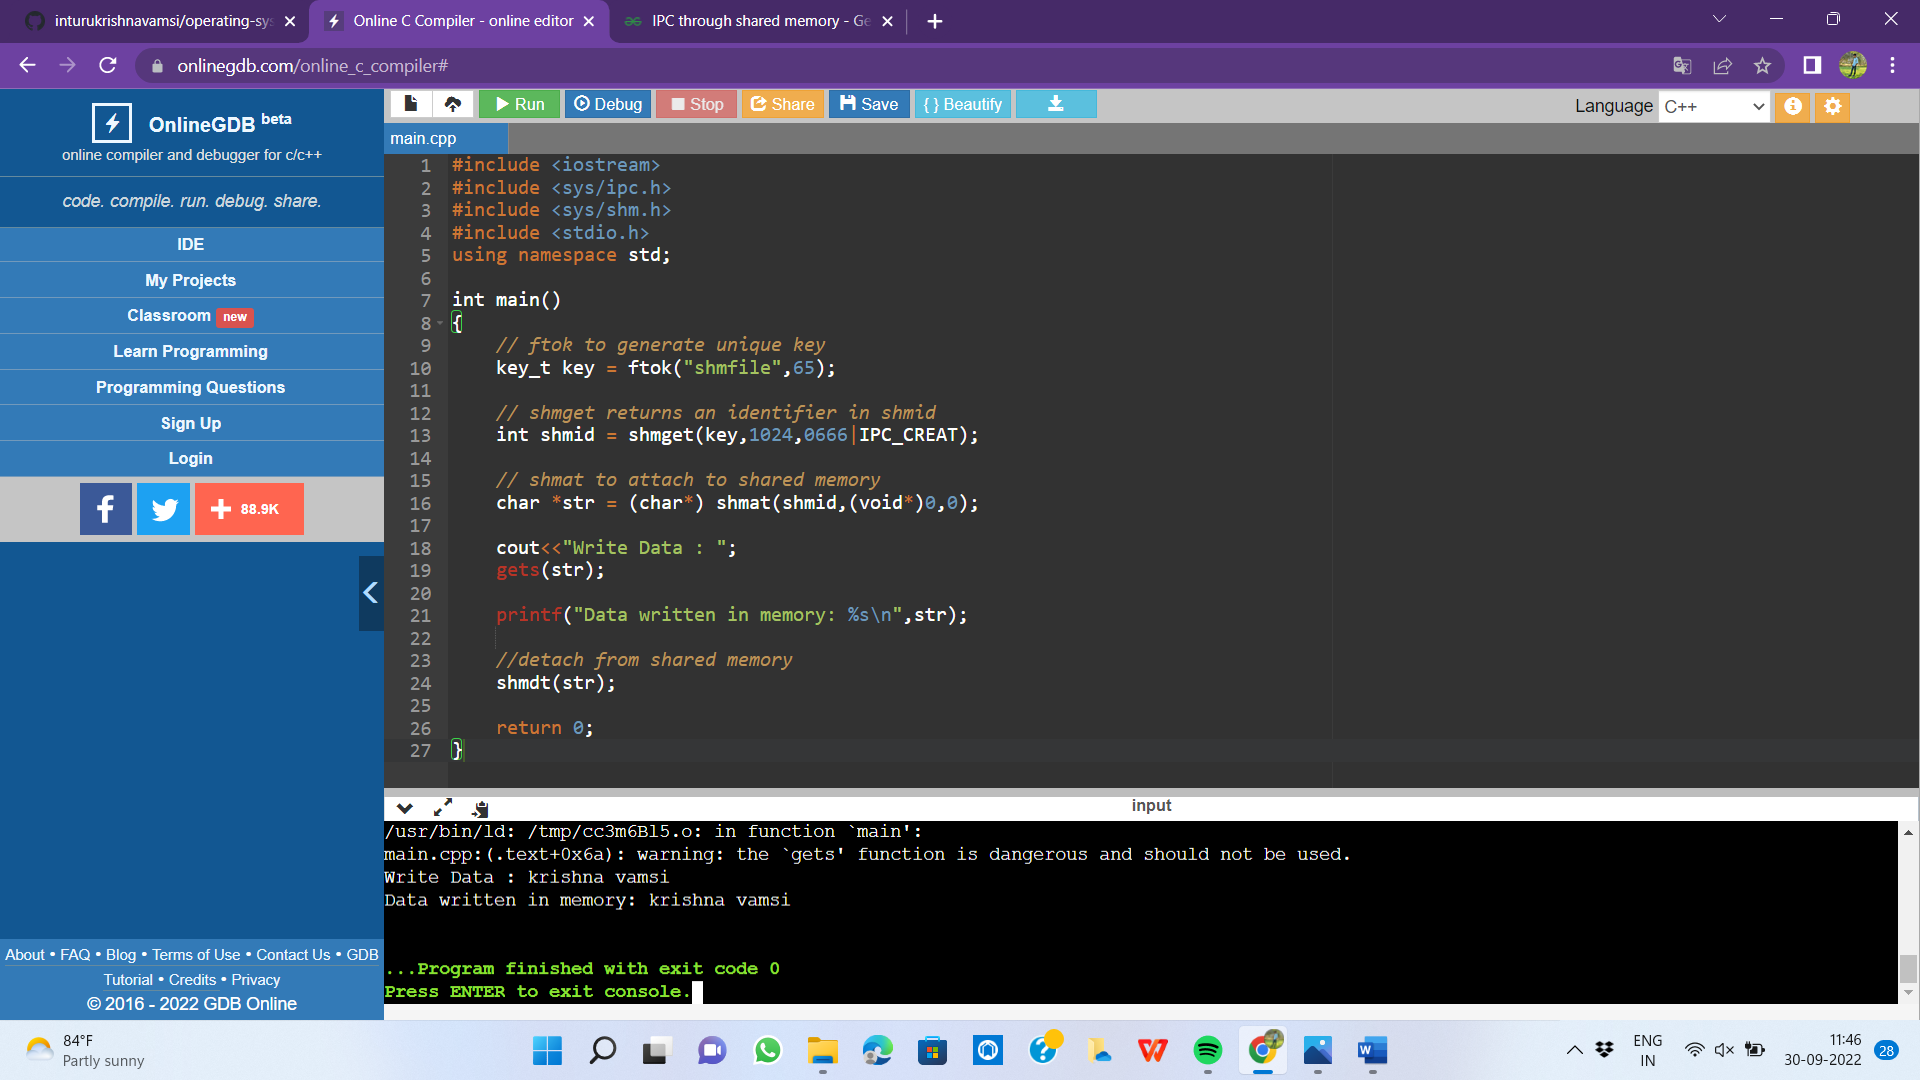 inturukrishnavamsi/operating-sys
Online C Compiler - online editor
IPC through shared memory - Ge
onlinegdb.com/online_c_compiler#
OnlineGDB beta
online compiler and debugger for c/c++
code. compile. run. debug. share.
IDE
My Projects
Classroom new
Learn Programming
Programming Questions
Sign Up
Login
f
88.9K
About • FAQ • Blog • Terms of Use • Contact Us • GDB
Tutorial • Credits • Privacy
© 2016 - 2022 GDB Online
Run Debug Stop Share Save {} Beautify
Language C++
main.cpp
1 #include <iostream>
2 #include <sys/ipc.h>
3 #include <sys/shm.h>
4 #include <stdio.h>
5 using namespace std;
6
7 int main()
8 {
9 // ftok to generate unique key
10 key_t key = ftok("shmfile",65);
11
12 // shmget returns an identifier in shmid
13 int shmid = shmget(key,1024,0666|IPC_CREAT);
14
15 // shmat to attach to shared memory
16 char *str = (char*) shmat(shmid,(void*)0,0);
17
18 cout<<"Write Data : ";
19 gets(str);
20
21 printf("Data written in memory: %s\n",str);
22
23 //detach from shared memory
24 shmdt(str);
25
26 return 0;
27 }
input
/usr/bin/ld: /tmp/cc3m6Bl5.o: in function `main':
main.cpp:(.text+0x6a): warning: the `gets' function is dangerous and should not be used.
Write Data : krishna vamsi
Data written in memory: krishna vamsi
...Program finished with exit code 0
Press ENTER to exit console.
84°F
Partly sunny
ENG
IN
11:46
30-09-2022
28